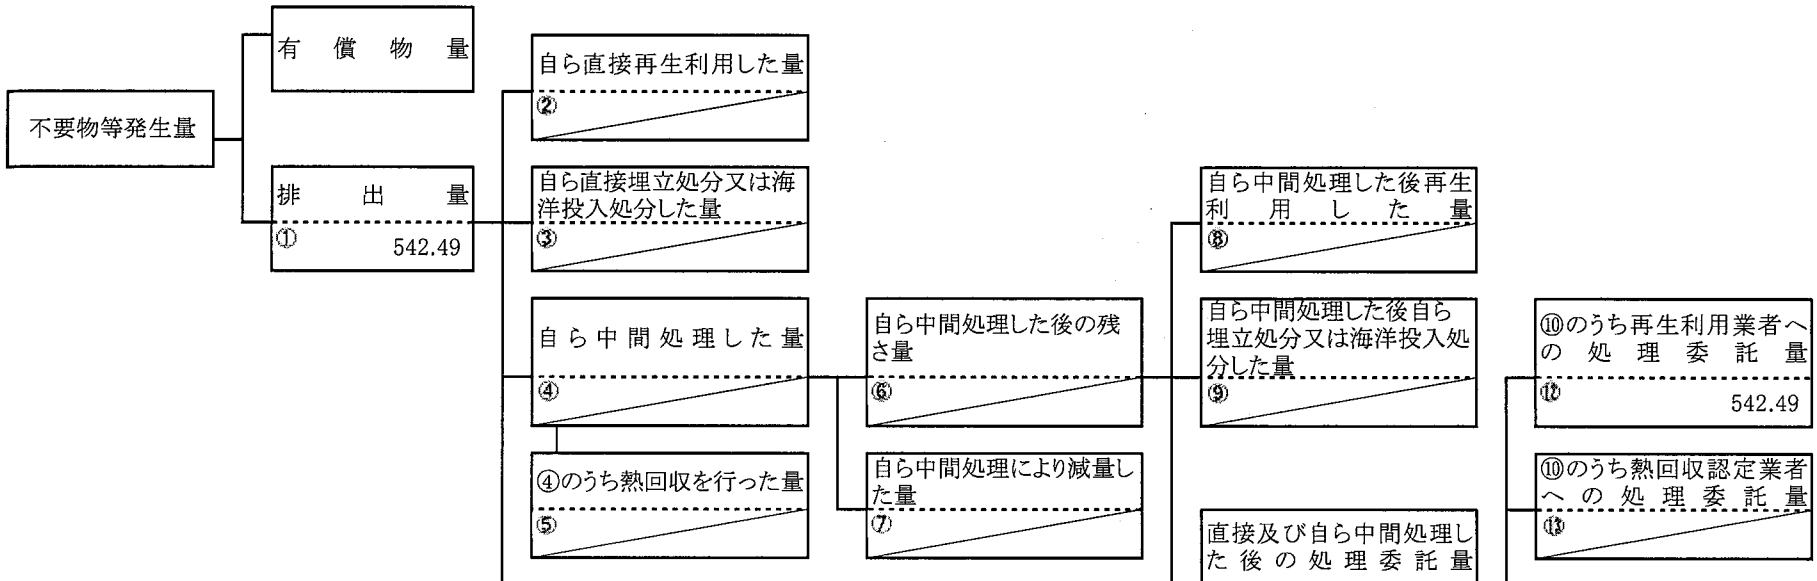 有償物量
不要物等発生量
排出量
①
542.49
自ら直接再生利用した量
②
自ら直接埋立処分又は海
洋投入処分した量
③
自ら中間処理した量
④
④のうち熱回収を行った量
⑤
自ら中間処理した後の残
さ量
⑥
自ら中間処理により減量し
た量
⑦
自ら中間処理した後再生
利用した量
⑧
自ら中間処理した後自ら
埋立処分又は海洋投入処
分した量
⑨
直接及び自ら中間処理し
た後の処理委託量
⑩のうち再生利用業者へ
の処理委託量
⑫
542.49
⑩のうち熱回収認定業者
への処理委託量
⑬